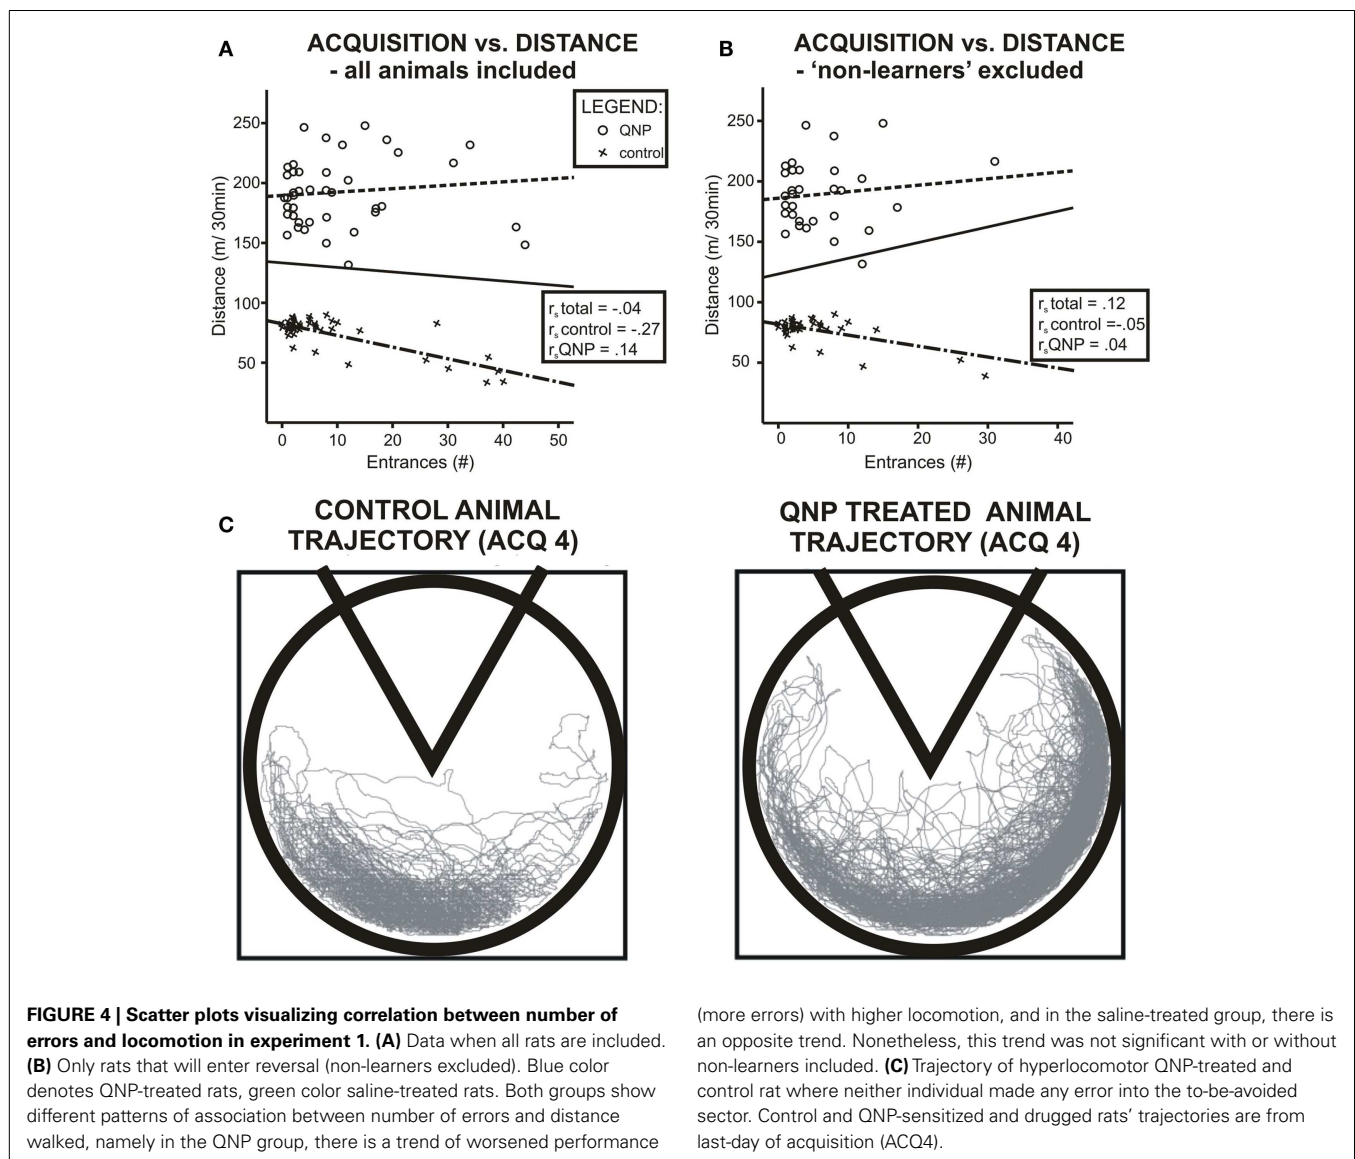 A
ACQUISITION vs. DISTANCE
- all animals included
LEGEND:
QNP
control
Distance (m/ 30min)
250
200
150
100
50
rs total = -.04
rs control = -.27
rsQNP = .14
0 10 20 30 40 50
Entrances (#)
B
ACQUISITION vs. DISTANCE
- ‘non-learners’ excluded
Distance (m/ 30min)
250
200
150
100
50
rs total = .12
rs control =-.05
rsQNP = .04
0 10 20 30 40
Entrances (#)
C
CONTROL ANIMAL
TRAJECTORY (ACQ 4)
QNP TREATED ANIMAL
TRAJECTORY (ACQ 4)
FIGURE 4 | Scatter plots visualizing correlation between number of
errors and locomotion in experiment 1. (A) Data when all rats are included.
(B) Only rats that will enter reversal (non-learners excluded). Blue color
denotes QNP-treated rats, green color saline-treated rats. Both groups show
different patterns of association between number of errors and distance
walked, namely in the QNP group, there is a trend of worsened performance
(more errors) with higher locomotion, and in the saline-treated group, there is
an opposite trend. Nonetheless, this trend was not significant with or without
non-learners included. (C) Trajectory of hyperlocomotor QNP-treated and
control rat where neither individual made any error into the to-be-avoided
sector. Control and QNP-sensitized and drugged rats’ trajectories are from
last-day of acquisition (ACQ4).